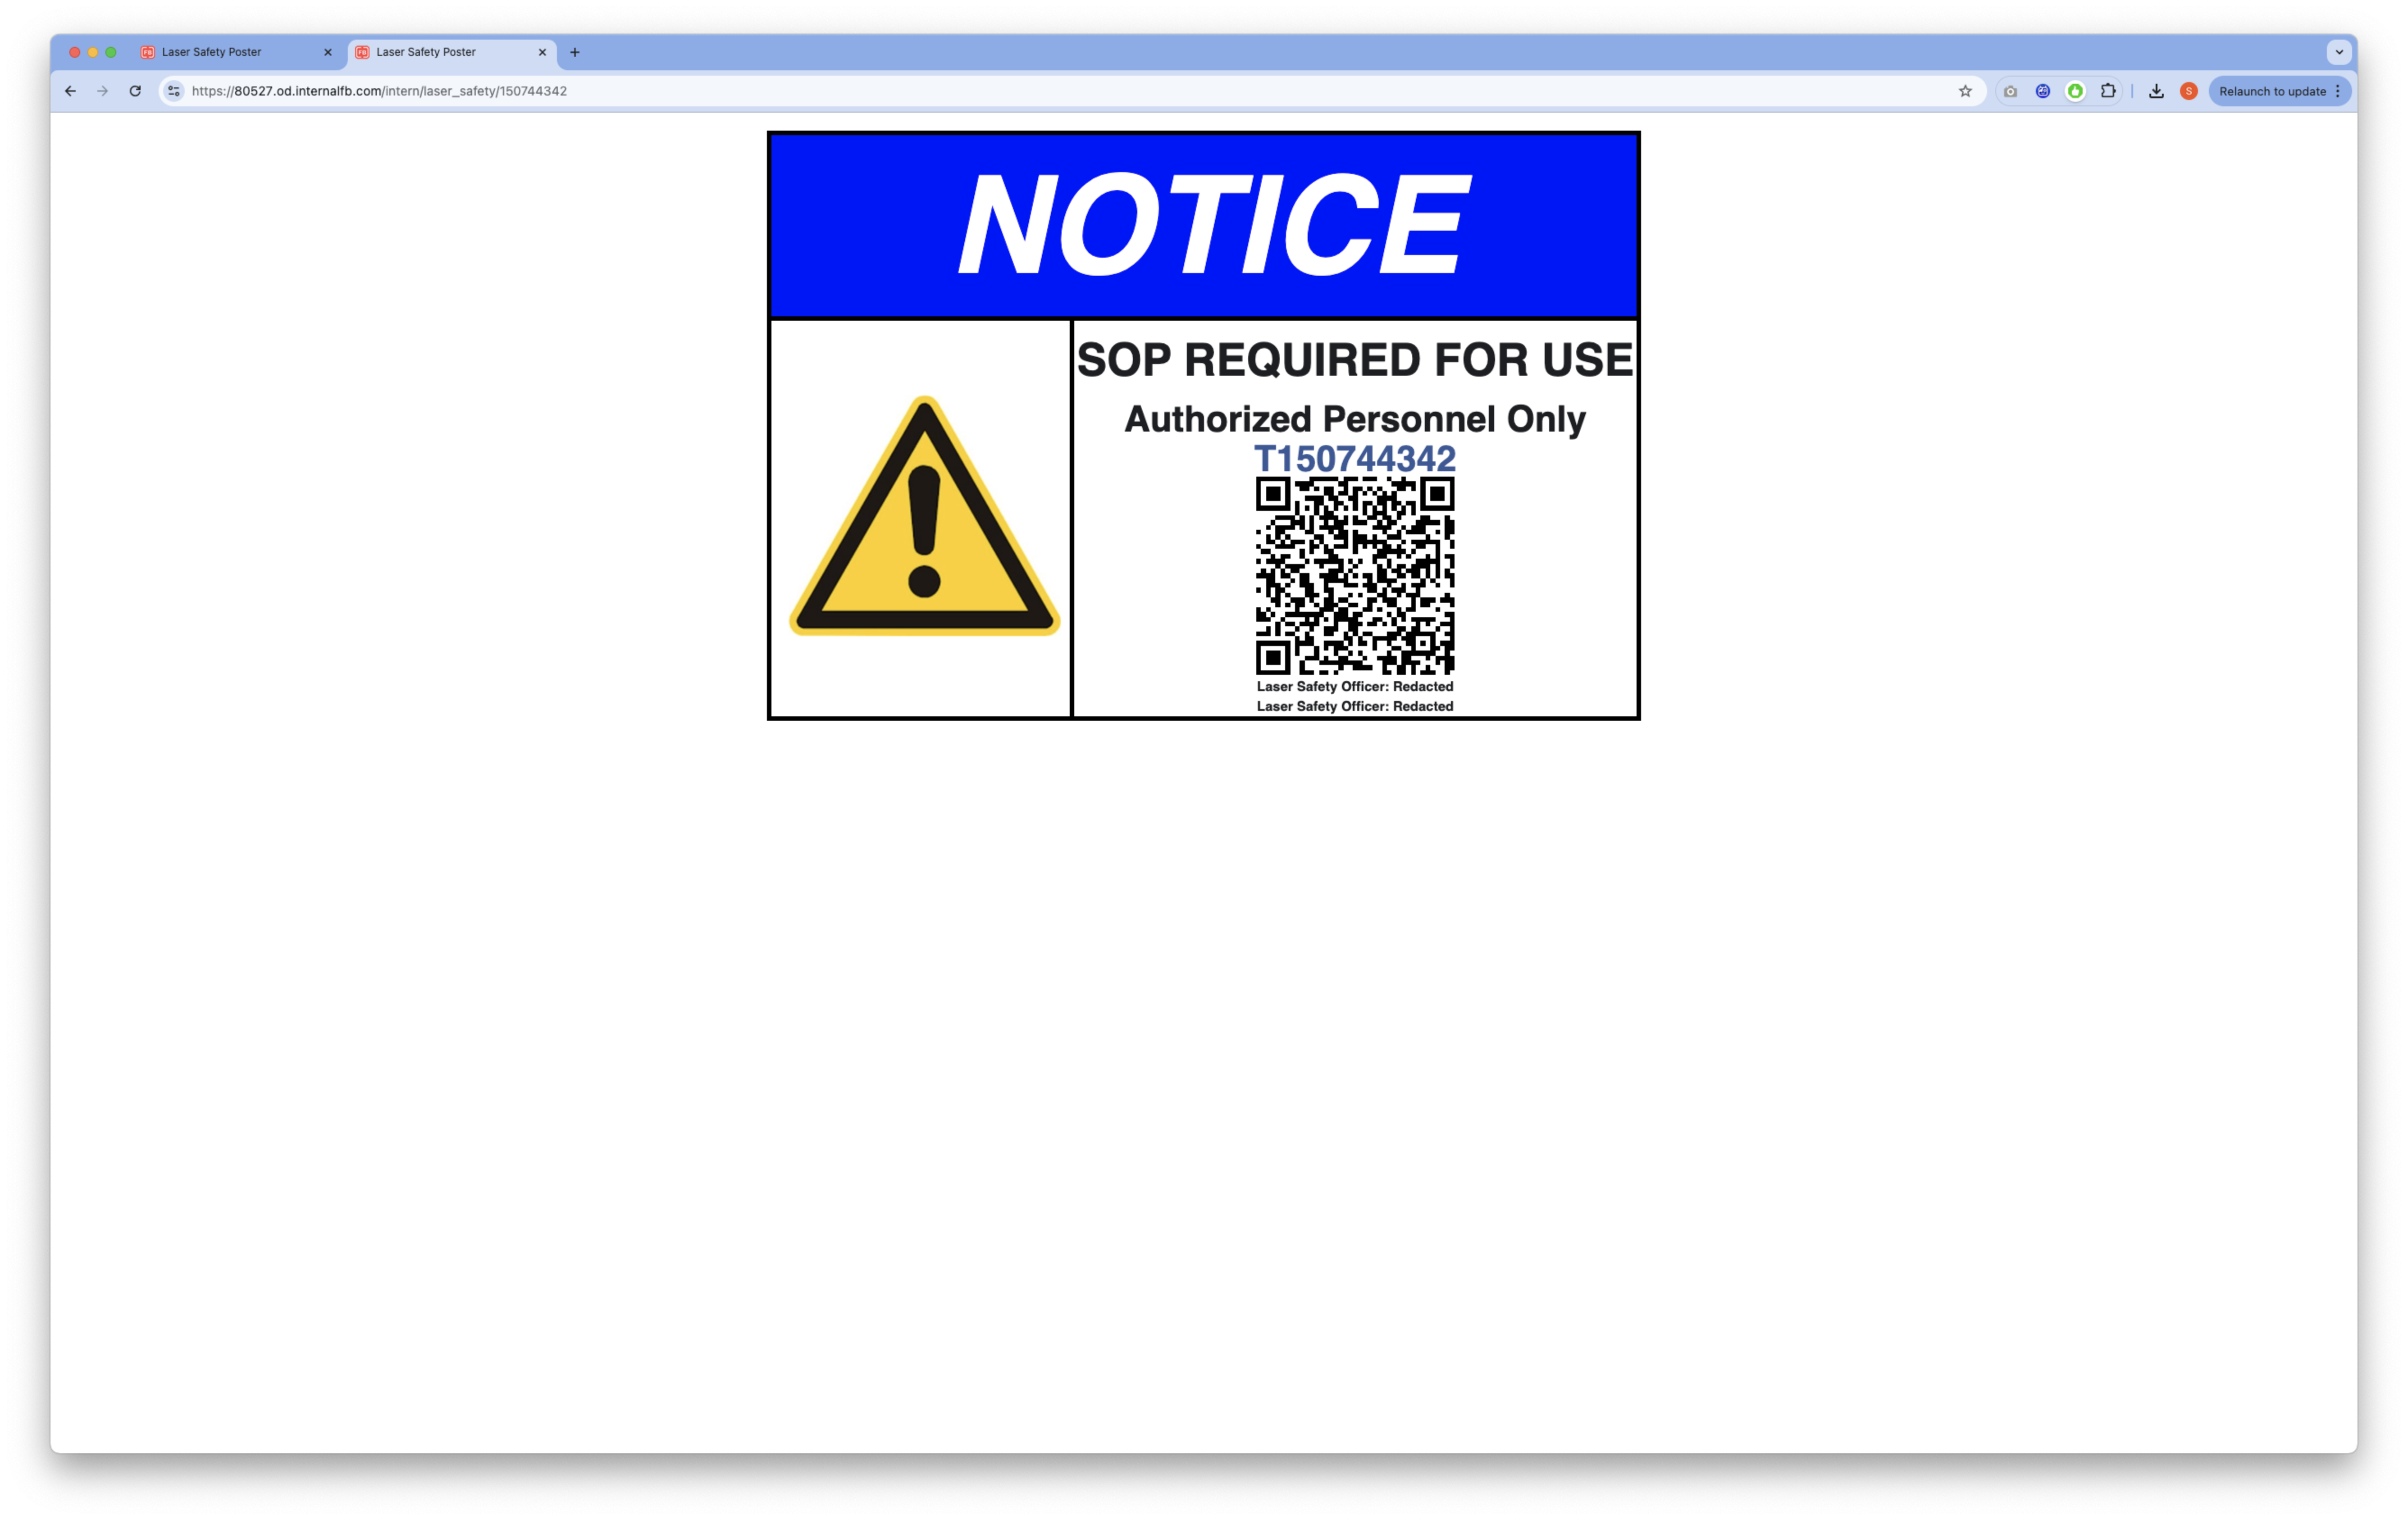 Laser Safety Poster
Laser Safety Poster
https://80527.od.internalfb.com/intern/laser_safety/150744342
S
Relaunch to update
NOTICE
SOP REQUIRED FOR USE
Authorized Personnel Only
T150744342
Laser Safety Officer: Redacted
Laser Safety Officer: Redacted